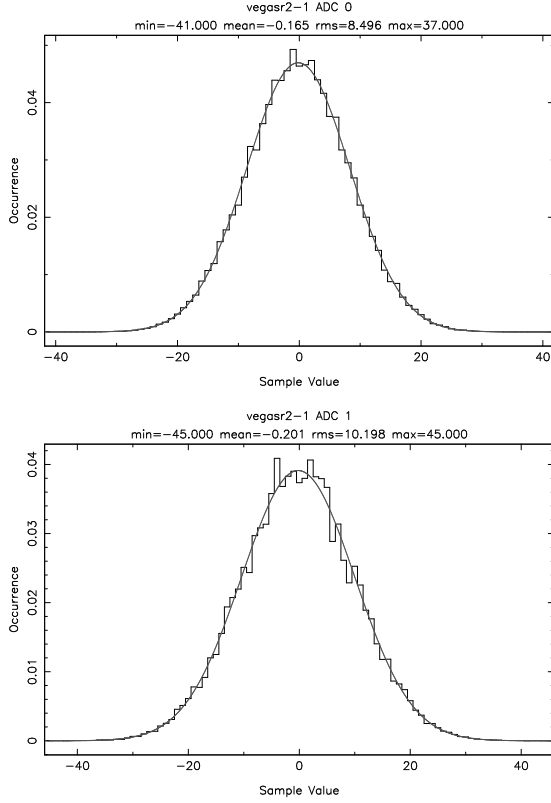 vegasr2-1 ADC 0
min=-41.000 mean=-0.165 rms=8.496 max=37.000
0.04
0.02
0
Occurrence
-40 -20 0 20 40
Sample Value
vegasr2-1 ADC 1
min=-45.000 mean=-0.201 rms=10.198 max=45.000
0.04
0.03
0.02
0.01
0
Occurrence
-40 -20 0 20 40
Sample Value